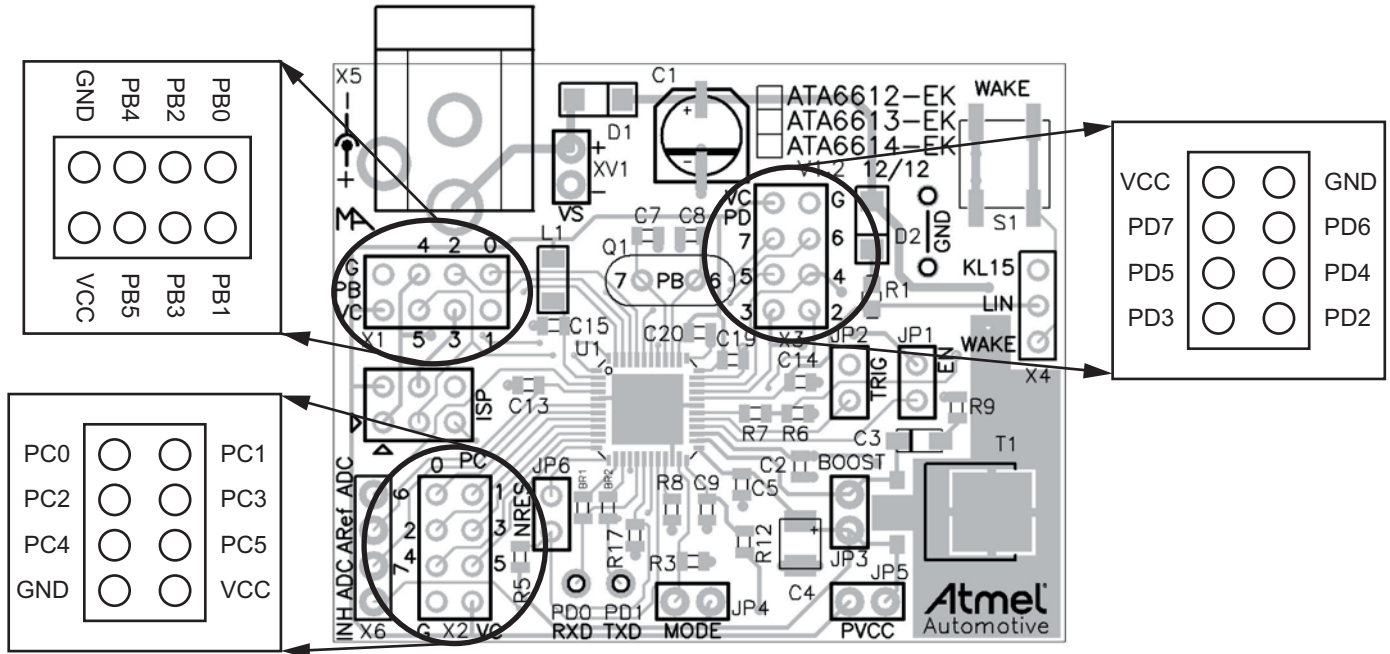 GND PB4 PB2 PB0
VCC PB5 PB3 PB1
PC0 PC1
PC2 PC3
PC4 PC5
GND VCC
VCC GND
PD7 PD6
PD5 PD4
PD3 PD2
X5
C1
D1
+
XV1
-
VS
+
-
ATA6612-EK
ATA6613-EK
ATA6614-EK
V1.2 12/12
WAKE
S1
+
4 2 0
G
PB
VC
X1 5 3 1
L1
C7 C8
Q1
7 PB 6
VC G
PD
7 6
5 4
3 2
X3
D2
GND
R1
KL15
LIN
WAKE
X4
C15
U1
C20
C19
C14
JP2
TRIG
JP1
EN
ISP
C13
R7 R6
R9
C3
T1
0 PC
6 1
2 3
4 5
7
INH ADC ARef ADC
X6 G X2 VC
JP6
NRES
R5
BR1 BR2
R17
R8 C9
C2
C5
BOOST
R12
+
C4
JP3
JP5
R3
JP4
PD0 PD1
RXD TXD
MODE
PVCC
Atmel
Automotive